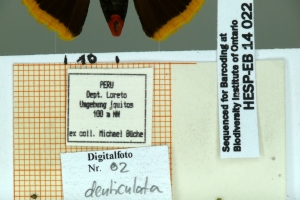 Sequenced for Barcoding at
Biodiversity Institute of Ontario
HESP-EB 14 022
10
PERU
Dept. Loreto
Umgebung Iquitos
100 m NN
ex coll. Michael Büche
Digitalfoto
Nr. 02
denticulata